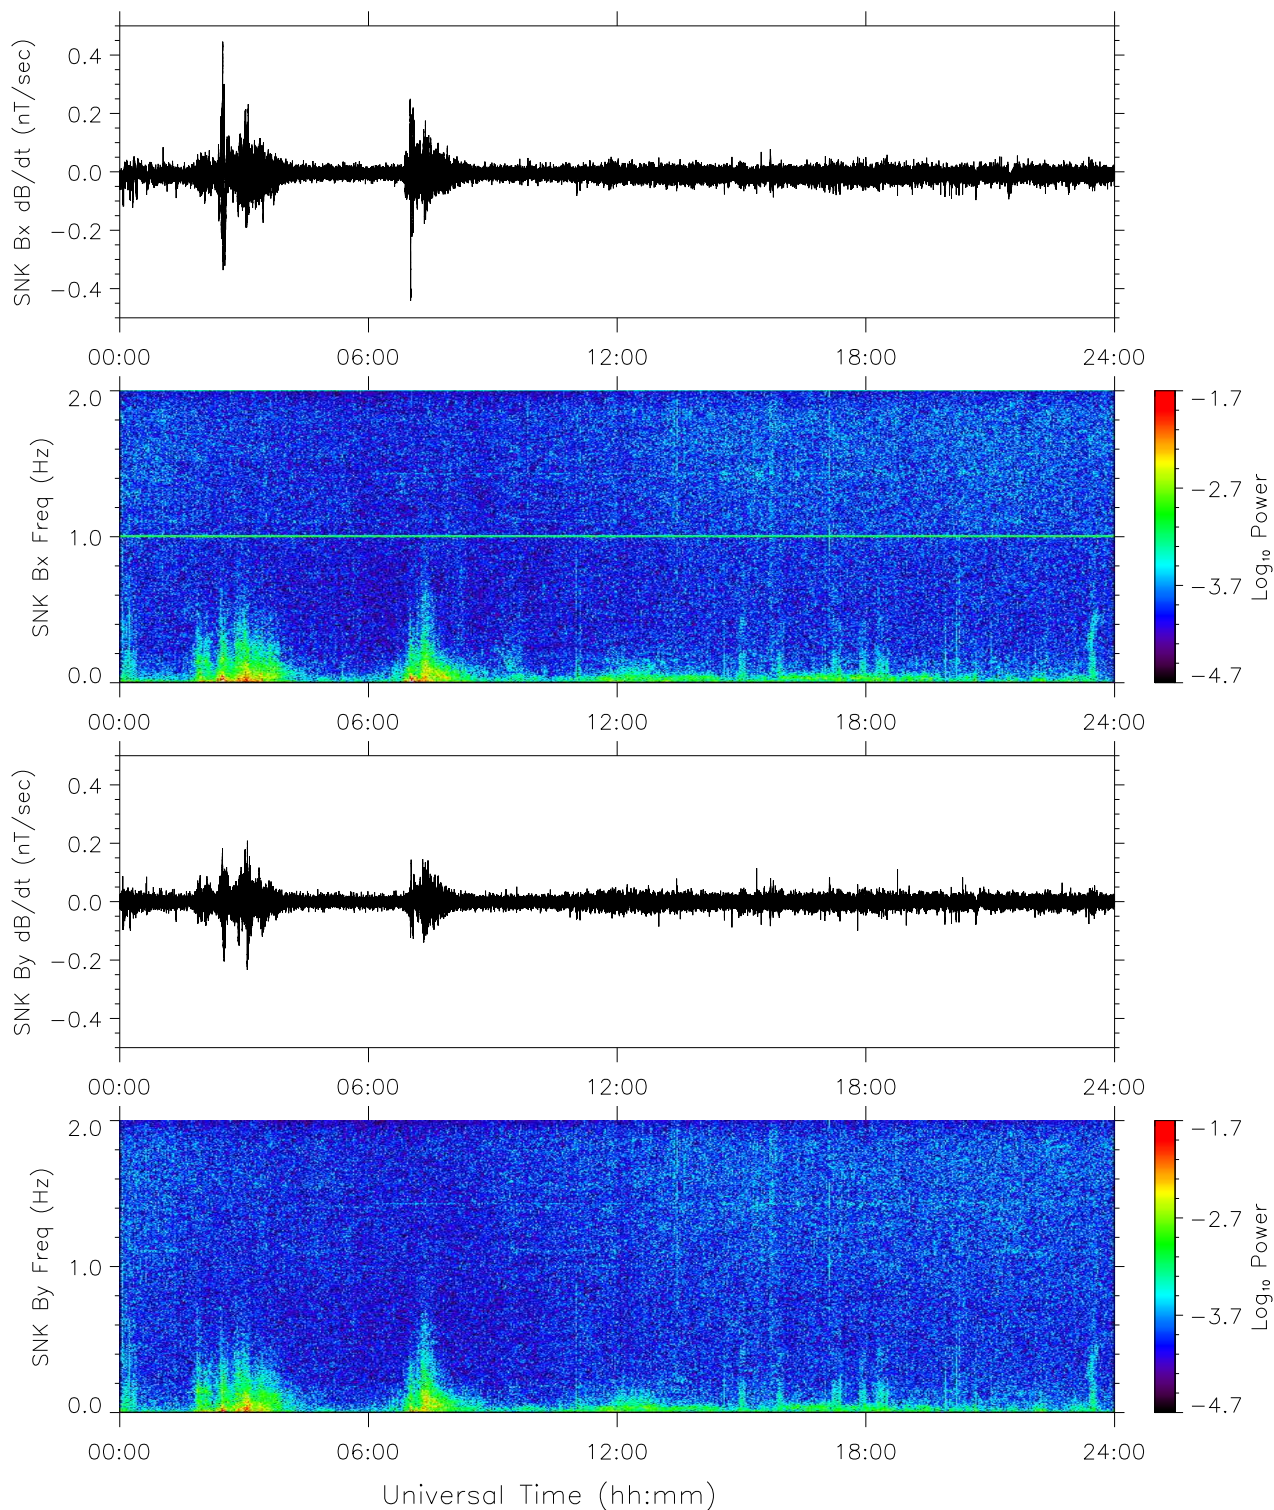 SNK Bx dB/dt (nT/sec)
0.4
0.2
0.0
−0.2
−0.4
00:00 06:00 12:00 18:00 24:00
SNK Bx Freq (Hz)
2.0
1.0
0.0
−1.7
−2.7
−3.7
−4.7
Log₁₀ Power
00:00 06:00 12:00 18:00 24:00
SNK By dB/dt (nT/sec)
0.4
0.2
0.0
−0.2
−0.4
00:00 06:00 12:00 18:00 24:00
SNK By Freq (Hz)
2.0
1.0
0.0
−1.7
−2.7
−3.7
−4.7
Log₁₀ Power
00:00 06:00 12:00 18:00 24:00
Universal Time (hh:mm)